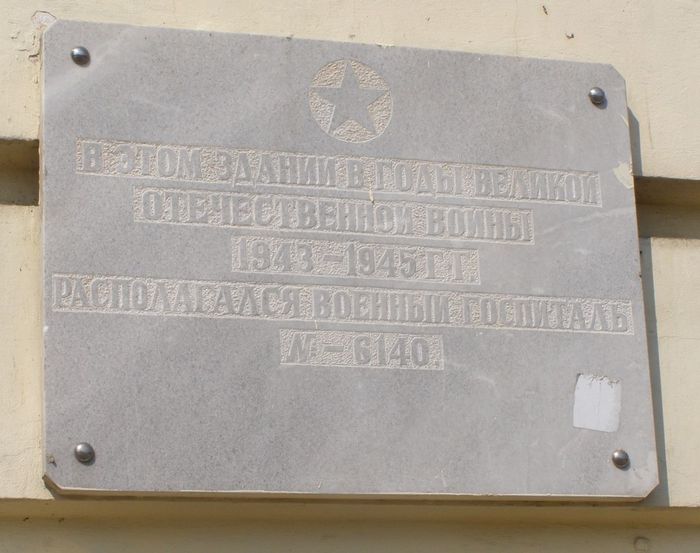 В ЭТОМ ЗДАНИИ В ГОДЫ ВЕЛИКОЙ
ОТЕЧЕСТВЕННОЙ ВОЙНЫ
1943-1945 Г Г.
РАСПОЛАГАЛСЯ ВОЕННЫЙ ГОСПИТАЛЬ
№ - 6140.